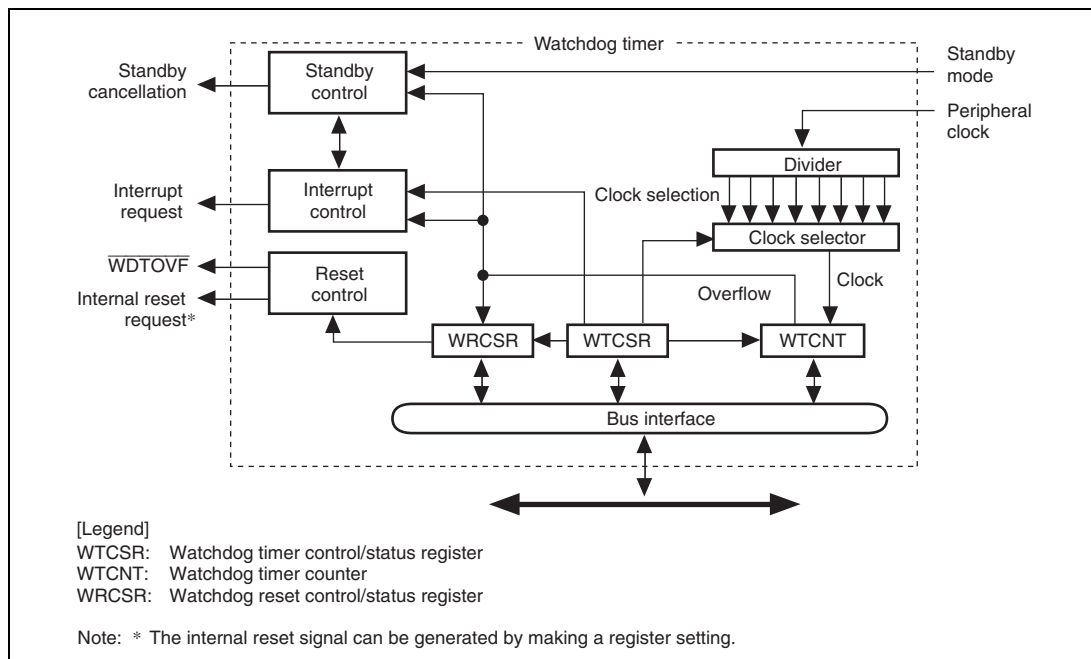 Watchdog timer
Standby
cancellation
Standby
control
Standby
mode
Peripheral
clock
Divider
Interrupt
request
Interrupt
control
Clock selection
Clock selector
WDTOVF
Internal reset
request*
Reset
control
Overflow
Clock
WRCSR
WTCSR
WTCNT
Bus interface
[Legend]
WTCSR: Watchdog timer control/status register
WTCNT: Watchdog timer counter
WRCSR: Watchdog reset control/status register
Note: * The internal reset signal can be generated by making a register setting.